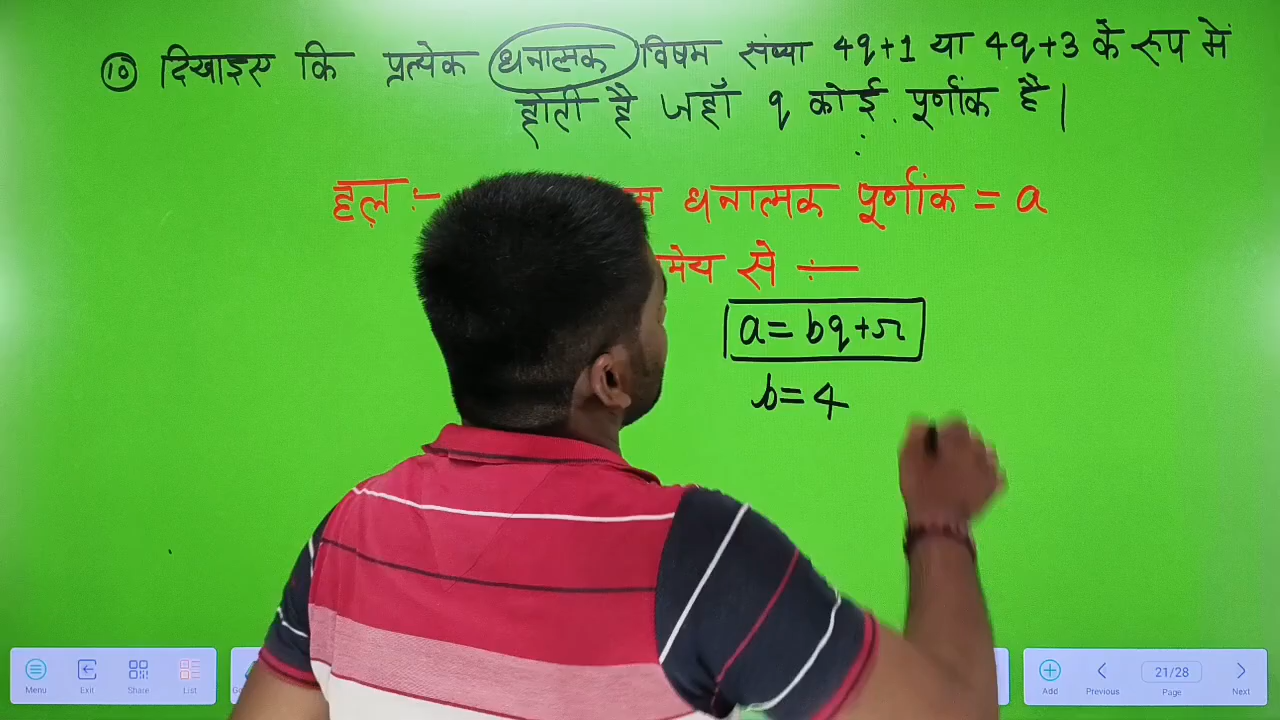 10 दिखाइए कि प्रत्येक धनात्मक विषम संख्या 4q+1 या 4q+3 के रूप में
होती है जहाँ q कोई पूर्णांक है।
हल :- धनात्मक पूर्णांक = a
से :-
a = bq+r
b = 4
Menu
Exit
Share
List
Add
Previous
21/28
Page
Next